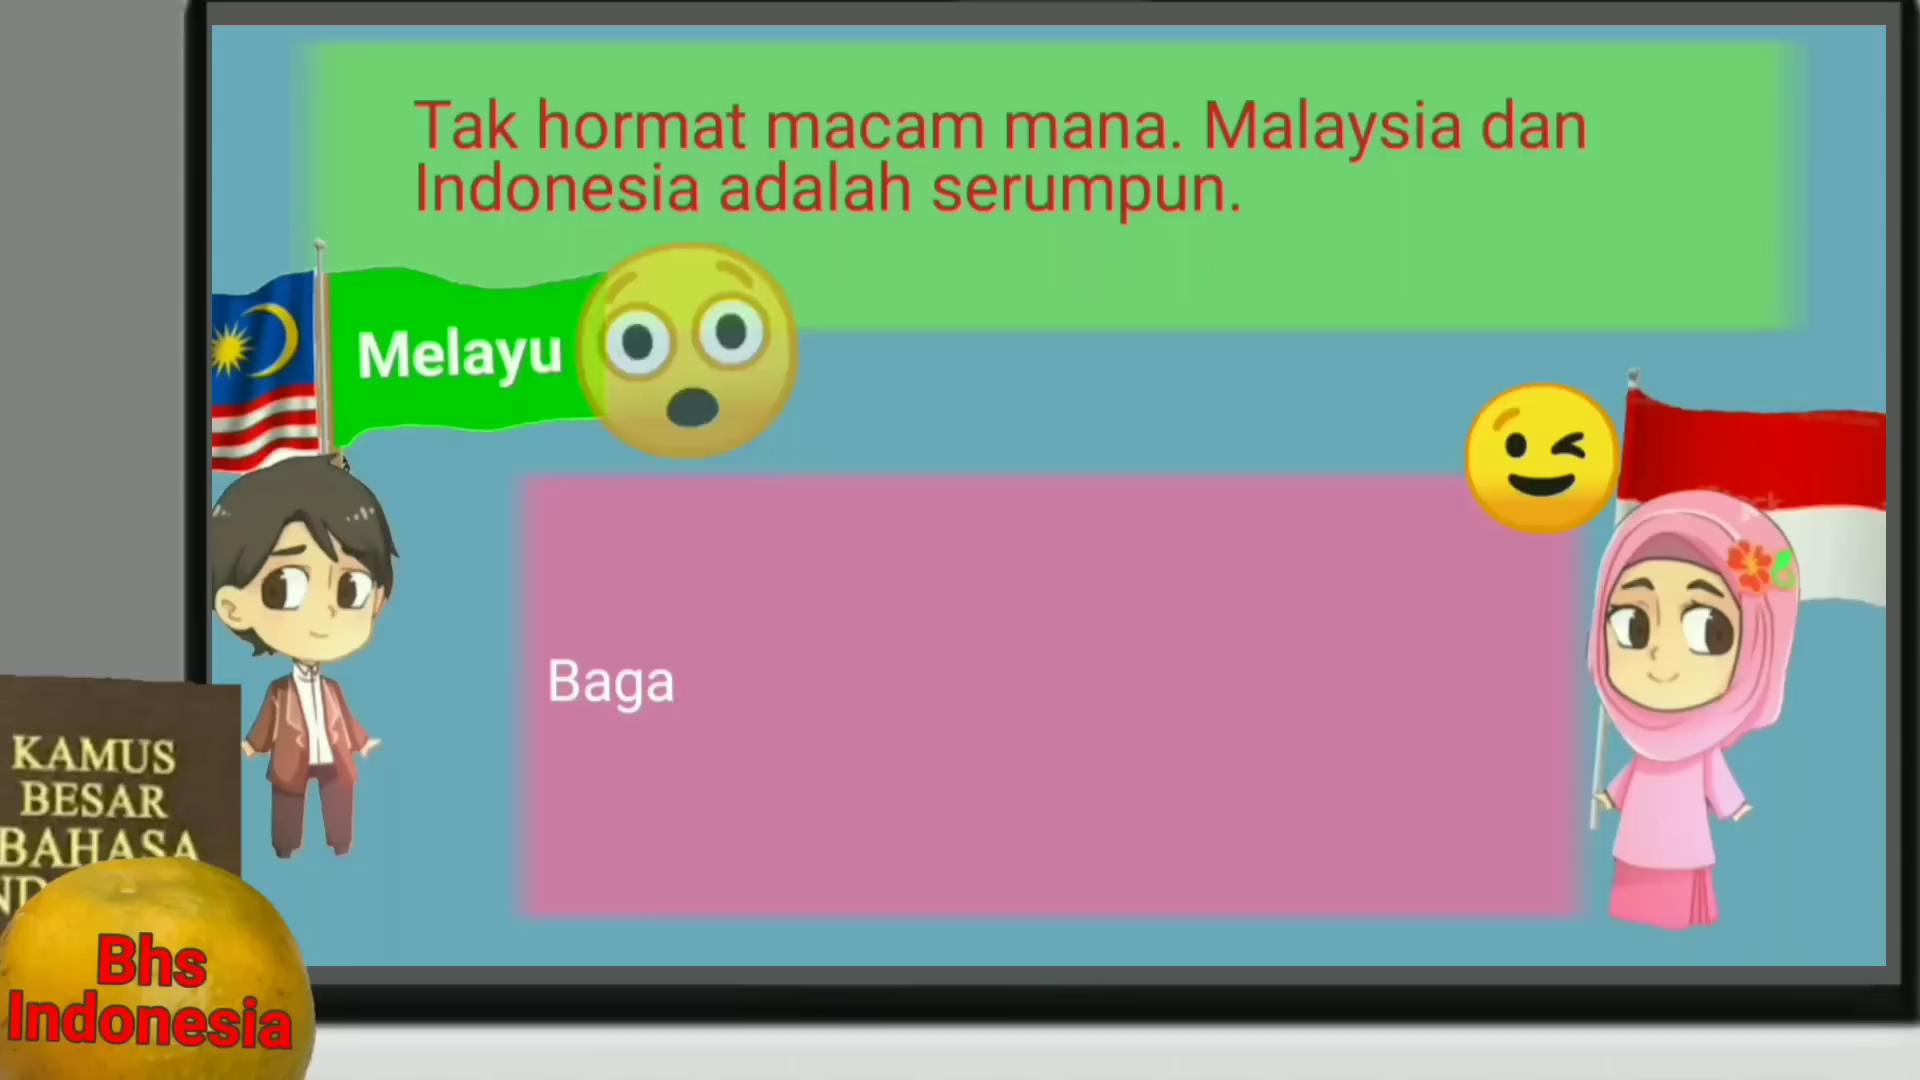 Tak hormat macam mana. Malaysia dan
Indonesia adalah serumpun.
Melayu
Baga
KAMUS
BESAR
BAHASA
Bhs
Indonesia